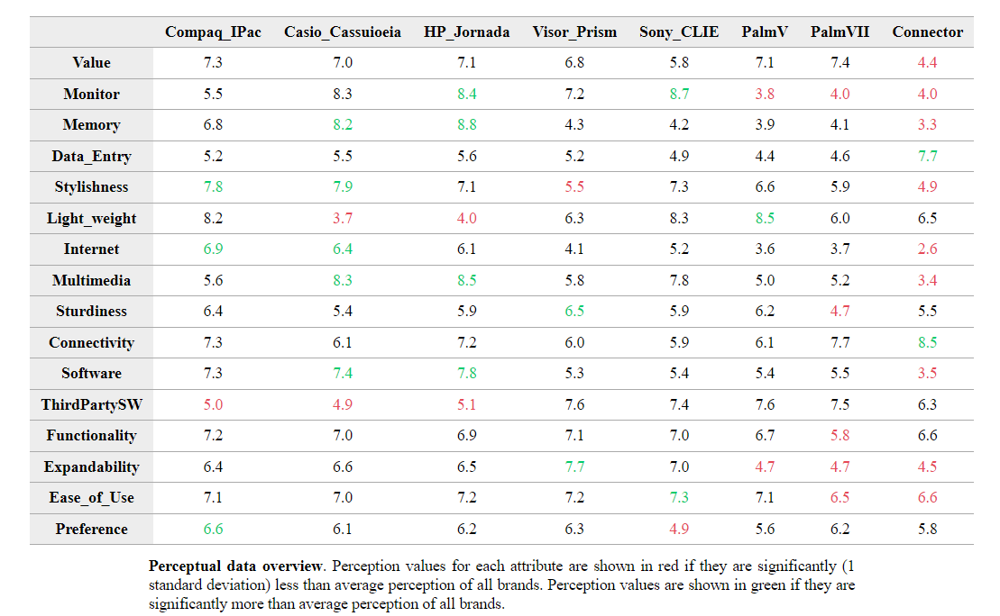 Compaq_IPac Casio_Cassuioeia HP_Jornada Visor_Prism Sony_CLIE PalmV PalmVII Connector
Value 7.3 7.0 7.1 6.8 5.8 7.1 7.4 4.4
Monitor 5.5 8.3 8.4 7.2 8.7 3.8 4.0 4.0
Memory 6.8 8.2 8.8 4.3 4.2 3.9 4.1 3.3
Data_Entry 5.2 5.5 5.6 5.2 4.9 4.4 4.6 7.7
Stylishness 7.8 7.9 7.1 5.5 7.3 6.6 5.9 4.9
Light_weight 8.2 3.7 4.0 6.3 8.3 8.5 6.0 6.5
Internet 6.9 6.4 6.1 4.1 5.2 3.6 3.7 2.6
Multimedia 5.6 8.3 8.5 5.8 7.8 5.0 5.2 3.4
Sturdiness 6.4 5.4 5.9 6.5 5.9 6.2 4.7 5.5
Connectivity 7.3 6.1 7.2 6.0 5.9 6.1 7.7 8.5
Software 7.3 7.4 7.8 5.3 5.4 5.4 5.5 3.5
ThirdPartySW 5.0 4.9 5.1 7.6 7.4 7.6 7.5 6.3
Functionality 7.2 7.0 6.9 7.1 7.0 6.7 5.8 6.6
Expandability 6.4 6.6 6.5 7.7 7.0 4.7 4.7 4.5
Ease_of_Use 7.1 7.0 7.2 7.2 7.3 7.1 6.5 6.6
Preference 6.6 6.1 6.2 6.3 4.9 5.6 6.2 5.8
Perceptual data overview. Perception values for each attribute are shown in red if they are significantly (1
standard deviation) less than average perception of all brands. Perception values are shown in green if they are
significantly more than average perception of all brands.